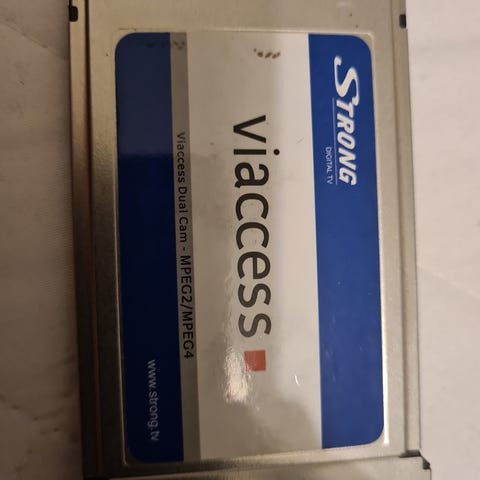 STRONG
DIGITAL TV
viaccess
Viaccess Dual Cam - MPEG2/MPEG4
www.strong.tv